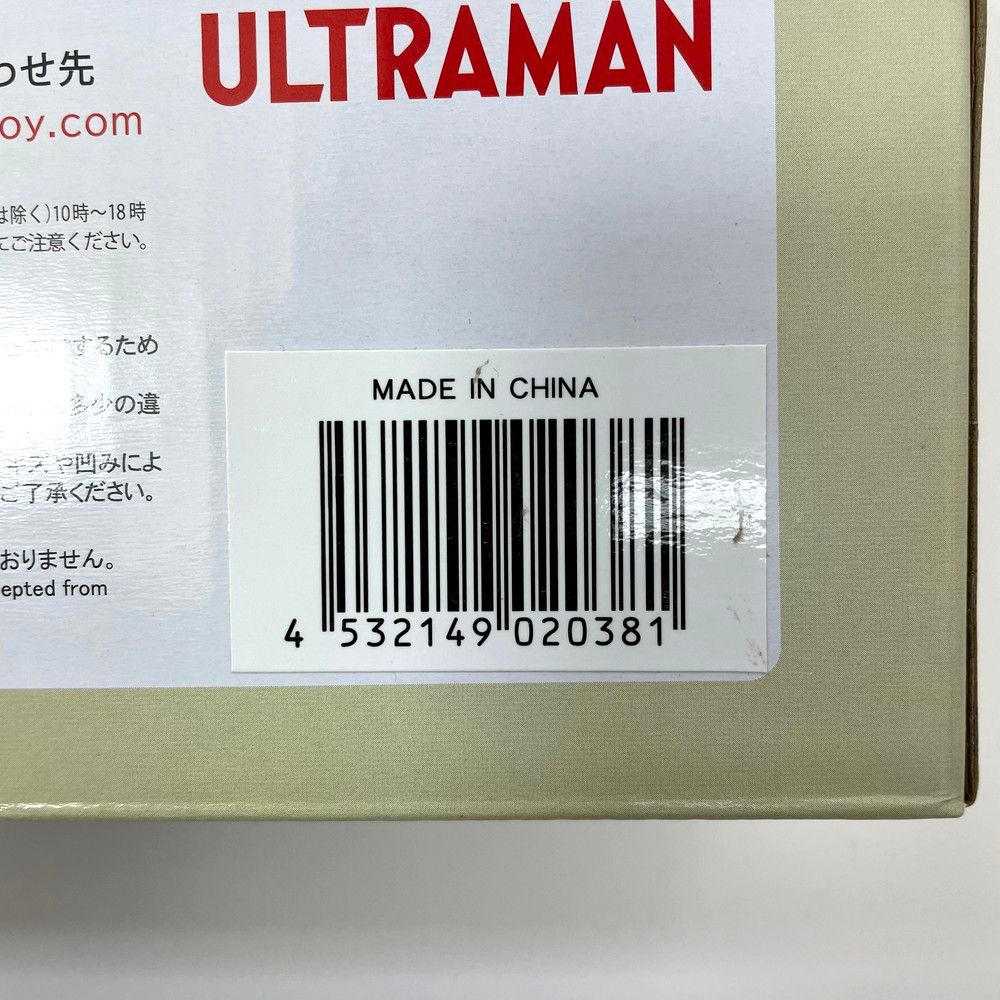 わせ先
oy.com
は除く)10時～18時
にご注意ください。
するため
多少の違
キズや凹みによ
ご了承ください。
おりません。
epted from
ULTRAMAN
MADE IN CHINA
4 532149 020381